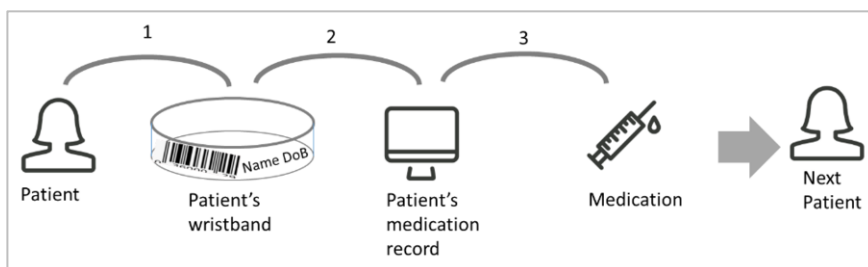 1 2 3
Name DoB
Patient
Patient's
wristband
Patient's
medication
record
Medication
Next
Patient